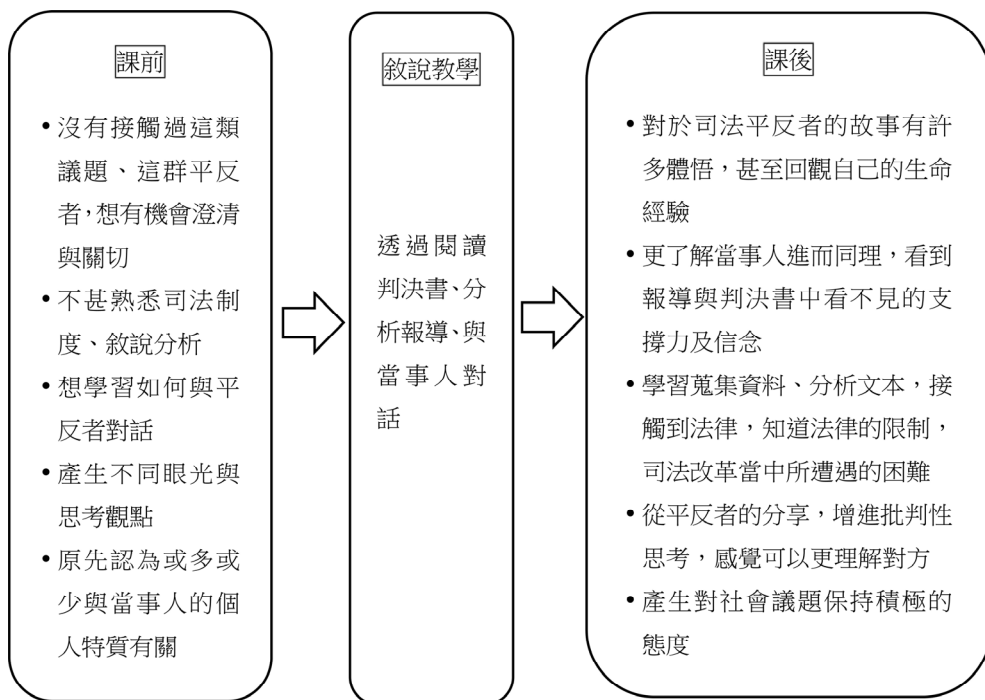 課前
• 沒有接觸過這類
議題、這群平反
者，想有機會澄清
與關切
• 不甚熟悉司法制
度、敘說分析
• 想學習如何與平
反者對話
• 產生不同眼光與
思考觀點
• 原先認為或多或
少與當事人的個
人特質有關
敘說教學
透過閱讀
判決書、分
析報導、與
當事人對
話
課後
• 對於司法平反者的故事有許
多體悟，甚至回觀自己的生命
經驗
• 更了解當事人進而同理，看到
報導與判決書中看不見的支
撐力及信念
• 學習蒐集資料、分析文本，接
觸到法律，知道法律的限制，
司法改革當中所遭遇的困難
• 從平反者的分享，增進批判性
思考，感覺可以更理解對方
• 產生對社會議題保持積極的
態度